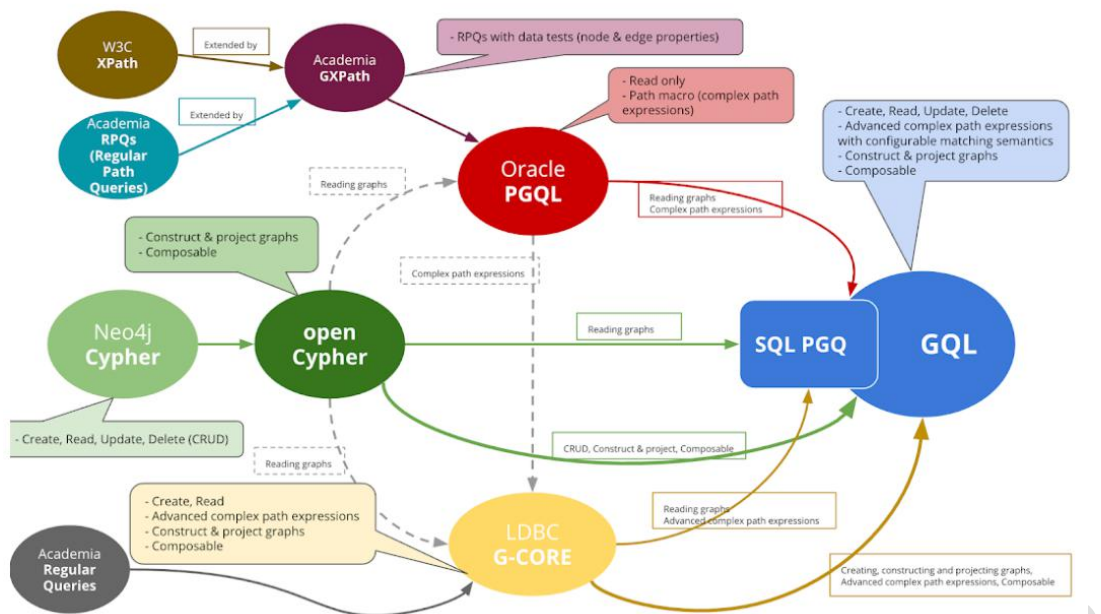 W3C
XPath
Extended by
Academia
GXPath
- RPQs with data tests (node & edge properties)
- Read only
- Path macro (complex path
expressions)
- Create, Read, Update, Delete
- Advanced complex path expressions
with configurable matching semantics
- Construct & project graphs
- Composable
Academia
RPQs
(Regular
Path
Queries)
Extended by
Oracle
PGQL
Reading graphs
Reading graphs
Complex path expressions
- Construct & project graphs
- Composable
Complex path expressions
Neo4j
Cypher
open
Cypher
Reading graphs
SQL PGQ
GQL
- Create, Read, Update, Delete (CRUD)
Reading graphs
CRUD, Construct & project, Composable
- Create, Read
- Advanced complex path expressions
- Construct & project graphs
- Composable
LDBC
G-CORE
Reading graphs
Advanced complex path expressions
Academia
Regular
Queries
Creating, constructing and projecting graphs,
Advanced complex path expressions, Composable